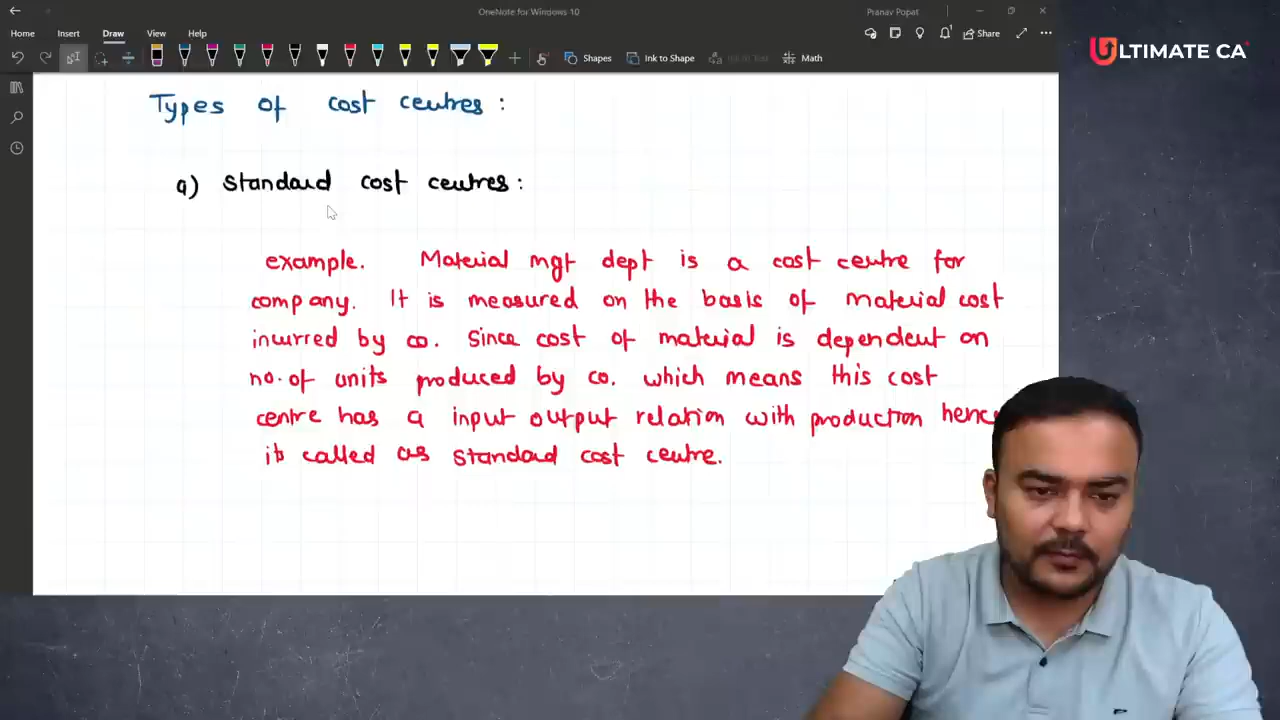 OneNote for Windows 10
Pranav Popat
Home Insert Draw View Help
Share
Shapes Ink to Shape Ink to Text Math
ULTIMATE CA
Types of cost centres :
a) Standard cost centres :
example. Material mgt dept is a cost centre for
company. It is measured on the basis of material cost
incurred by co. Since cost of material is dependent on
no. of units produced by co. which means this cost
centre has a input output relation with production hence
it called as standard cost centre.